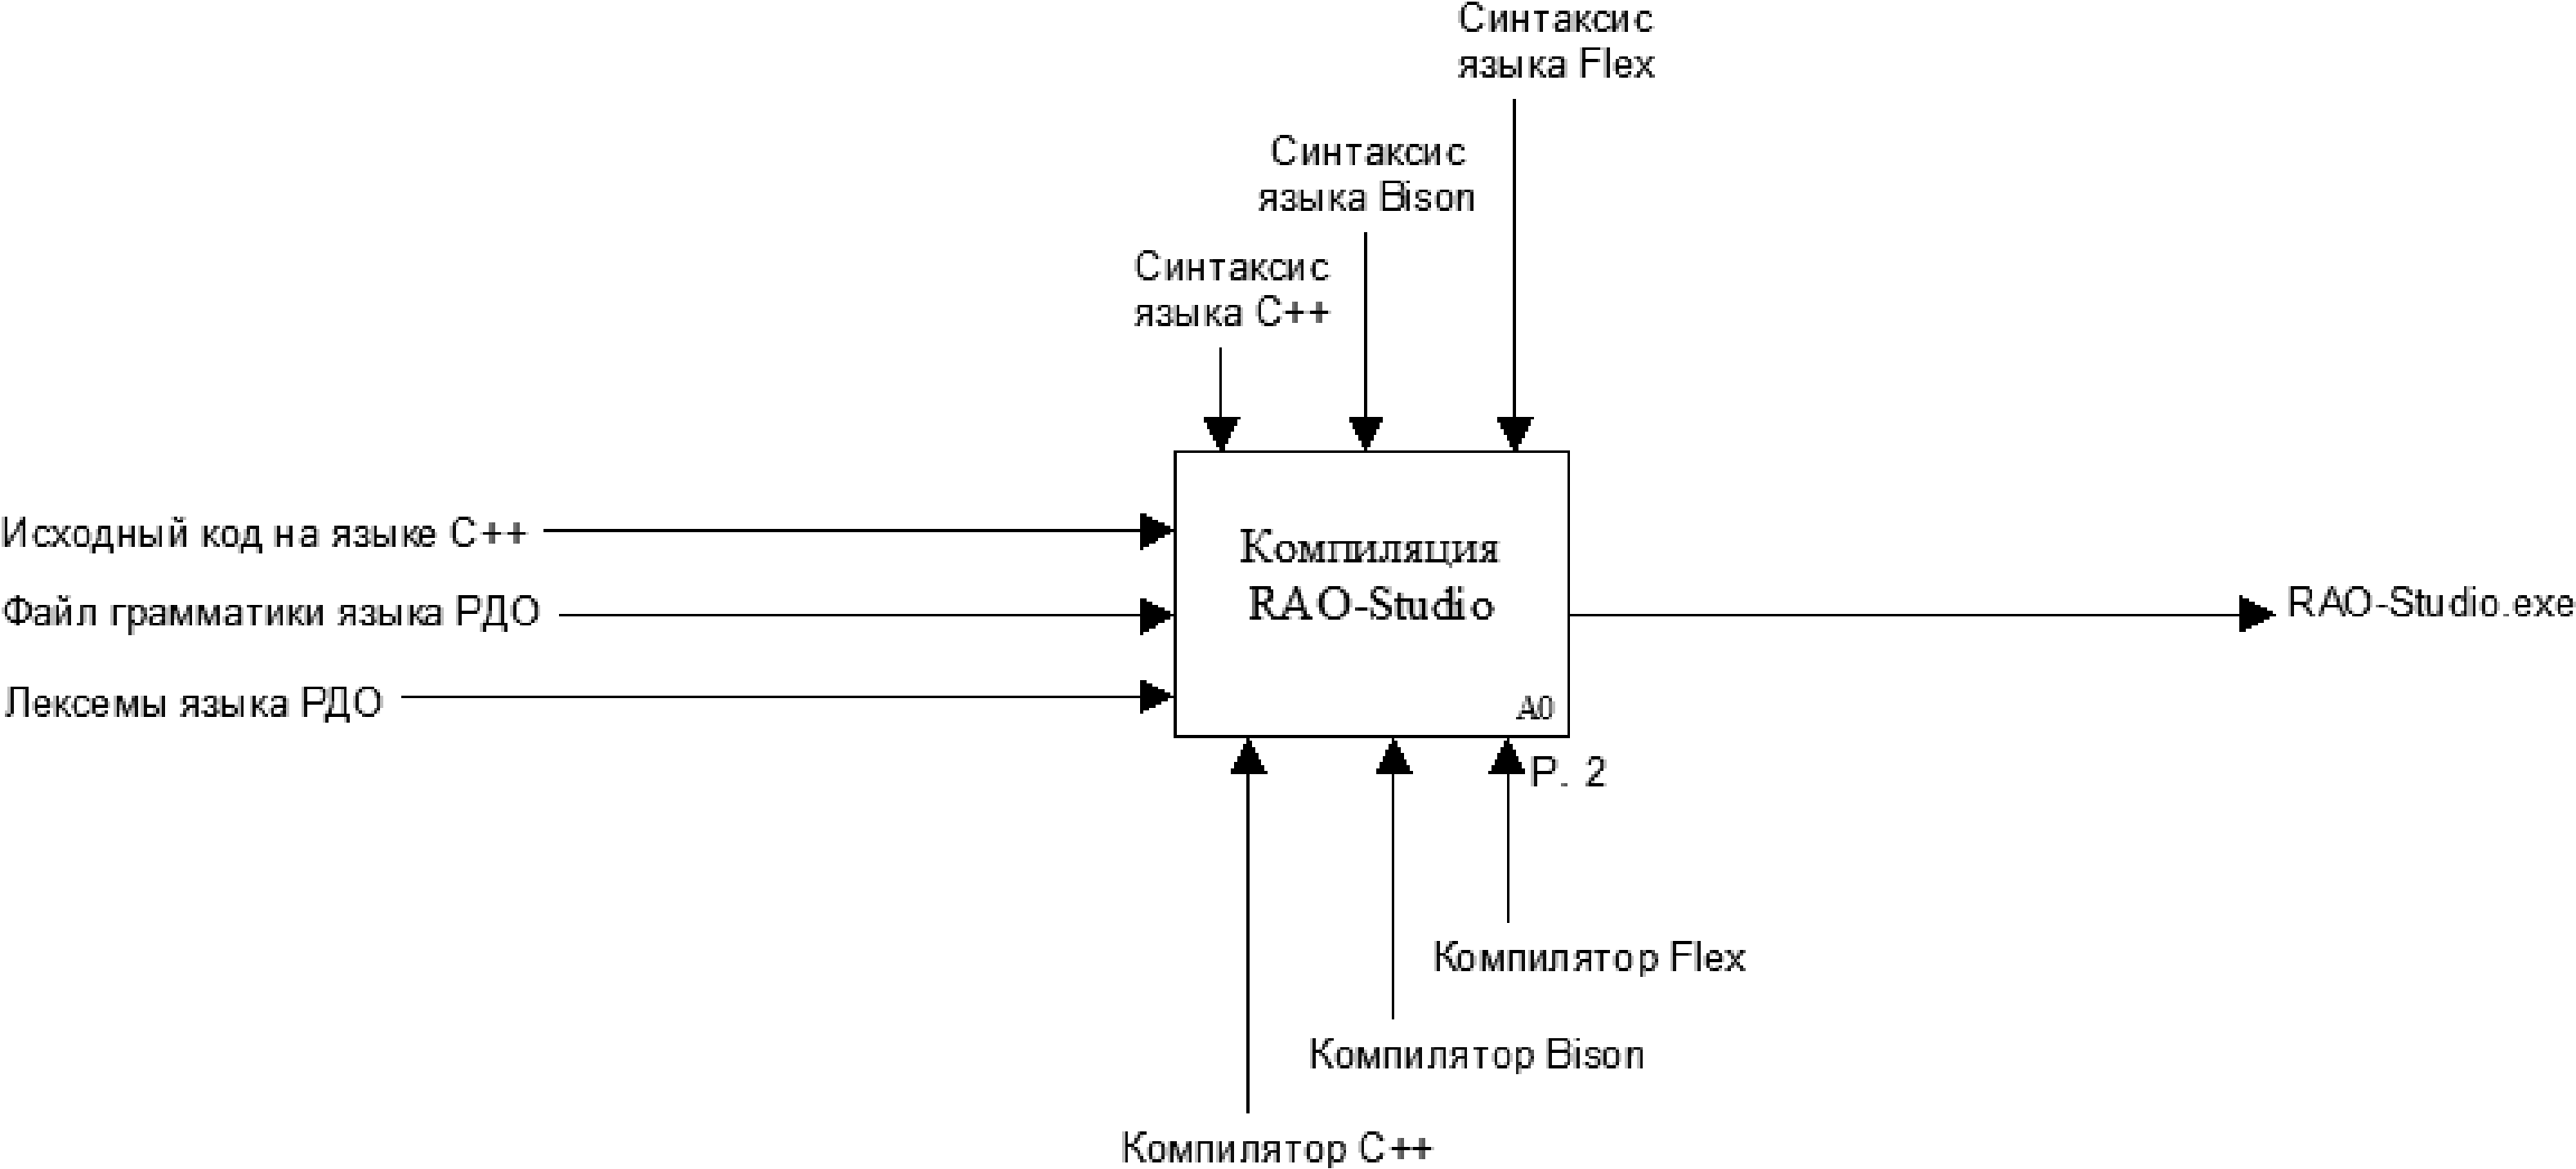 Синтаксис
языка Flex
Синтаксис
языка Bison
Синтаксис
языка C++
Исходный код на языке C++
Файл грамматики языка РДО
Лексемы языка РДО
Компиляция
RAO-Studio
A0
P. 2
RAO-Studio.exe
Компилятор Flex
Компилятор Bison
Компилятор C++